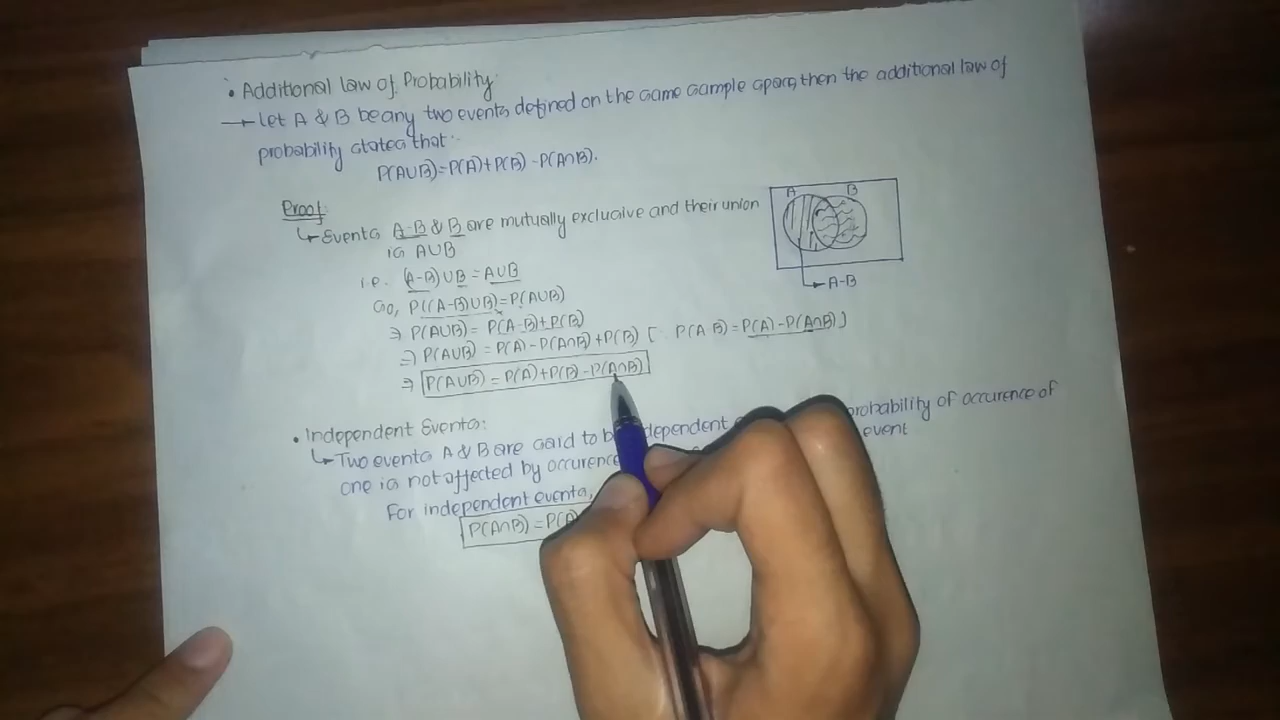 • Additional law of Probability:
→ Let A & B be any two events defined on the same sample space, then the additional law of
probability states that:-
P(A∪B)=P(A)+P(B)-P(A∩B).
Proof:
↳ Events A-B & B are mutually exclusive and their union
is A∪B
i.e. (A-B)∪B = A∪B
So, P((A-B)∪B)=P(A∪B)
⇒ P(A∪B) = P(A-B)+P(B)
⇒ P(A∪B) = P(A)-P(A∩B)+P(B) [∵ P(A-B)=P(A)-P(A∩B)]
⇒ P(A∪B) = P(A)+P(B)-P(A∩B)
A B
A-B
• Independent Events:
↳ Two events A & B are said to be independent probability of occurence of
one is not affected by occurence event
For independent events,
P(A∩B)=P(A)